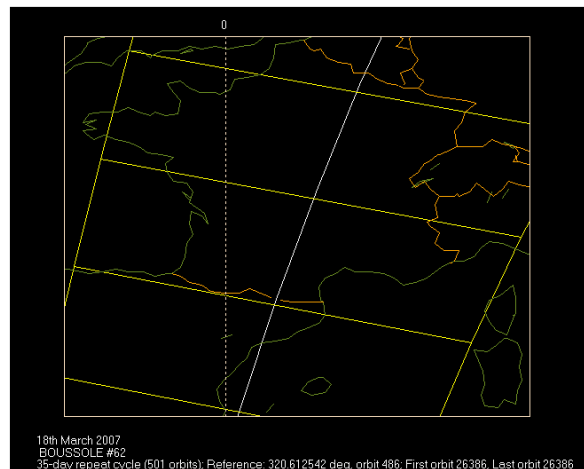 0
18th March 2007
BOUSSOLE #62
35-day repeat cycle (501 orbits); Reference: 320.612542 deg, orbit 486; First orbit 26386, Last orbit 26386